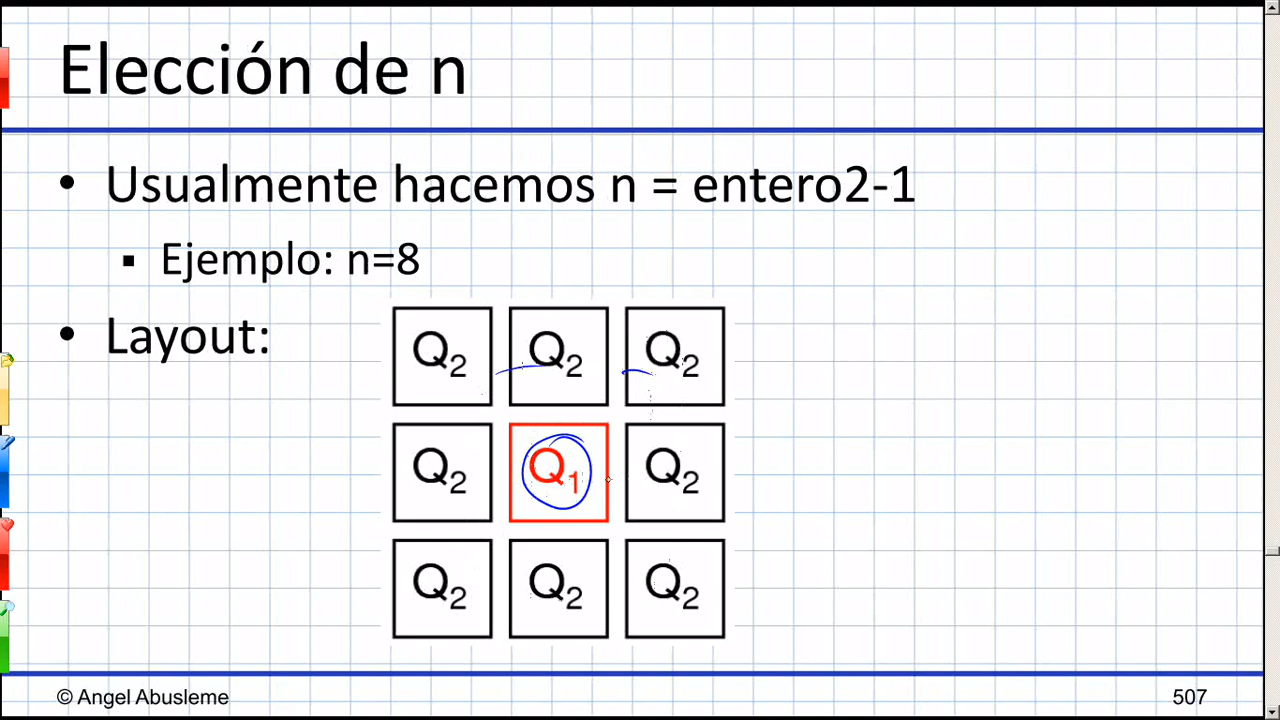 Elección de n
• Usualmente hacemos n = entero2-1
▪ Ejemplo: n=8
• Layout:
Q2 Q2 Q2
Q2 Q1 Q2
Q2 Q2 Q2
© Angel Abusleme 507